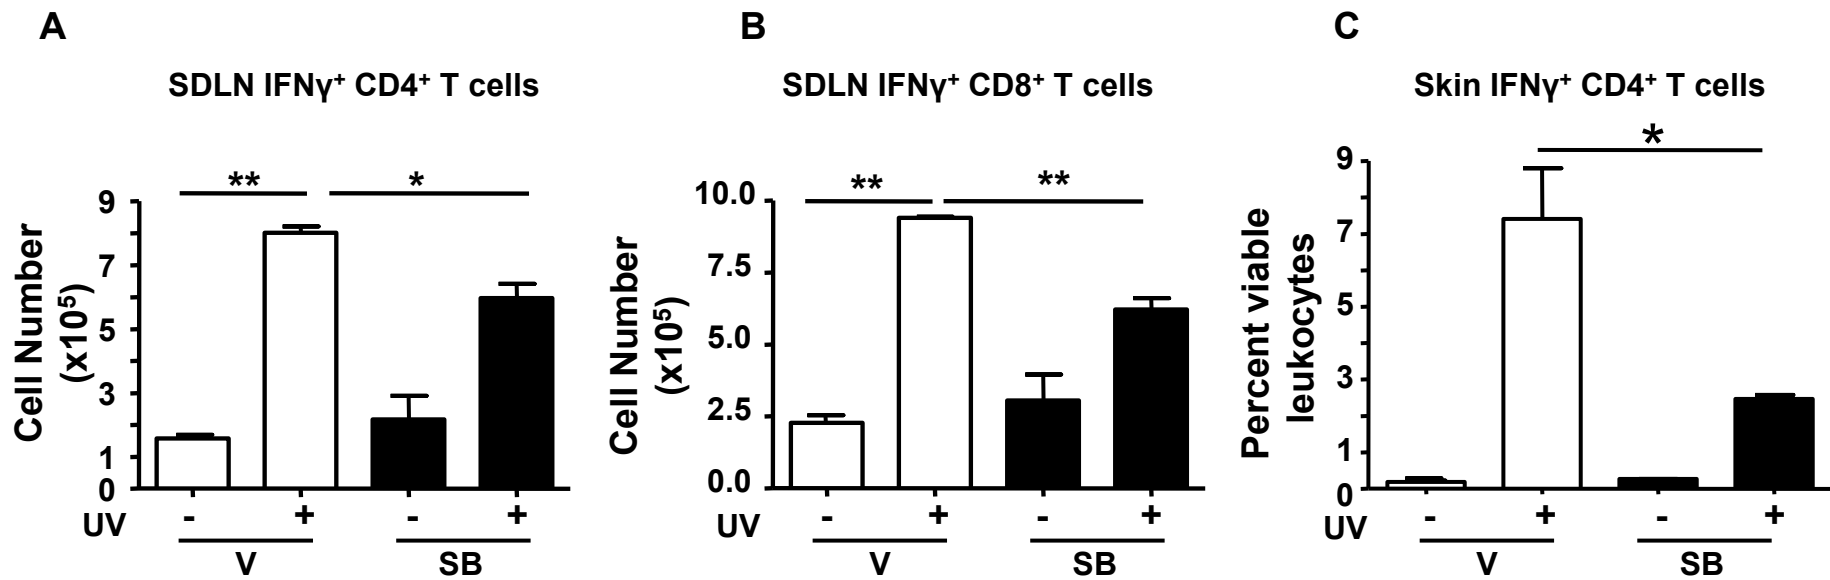 A
SDLN IFNγ⁺ CD4⁺ T cells
Cell Number
(x10⁵)
9
7
5
3
1
0
**
*
UV - + - +
V SB
B
SDLN IFNγ⁺ CD8⁺ T cells
Cell Number
(x10⁵)
10.0
7.5
5.0
2.5
0.0
**
**
UV - + - +
V SB
C
Skin IFNγ⁺ CD4⁺ T cells
Percent viable
leukocytes
9
7
5
3
1
0
*
UV - + - +
V SB